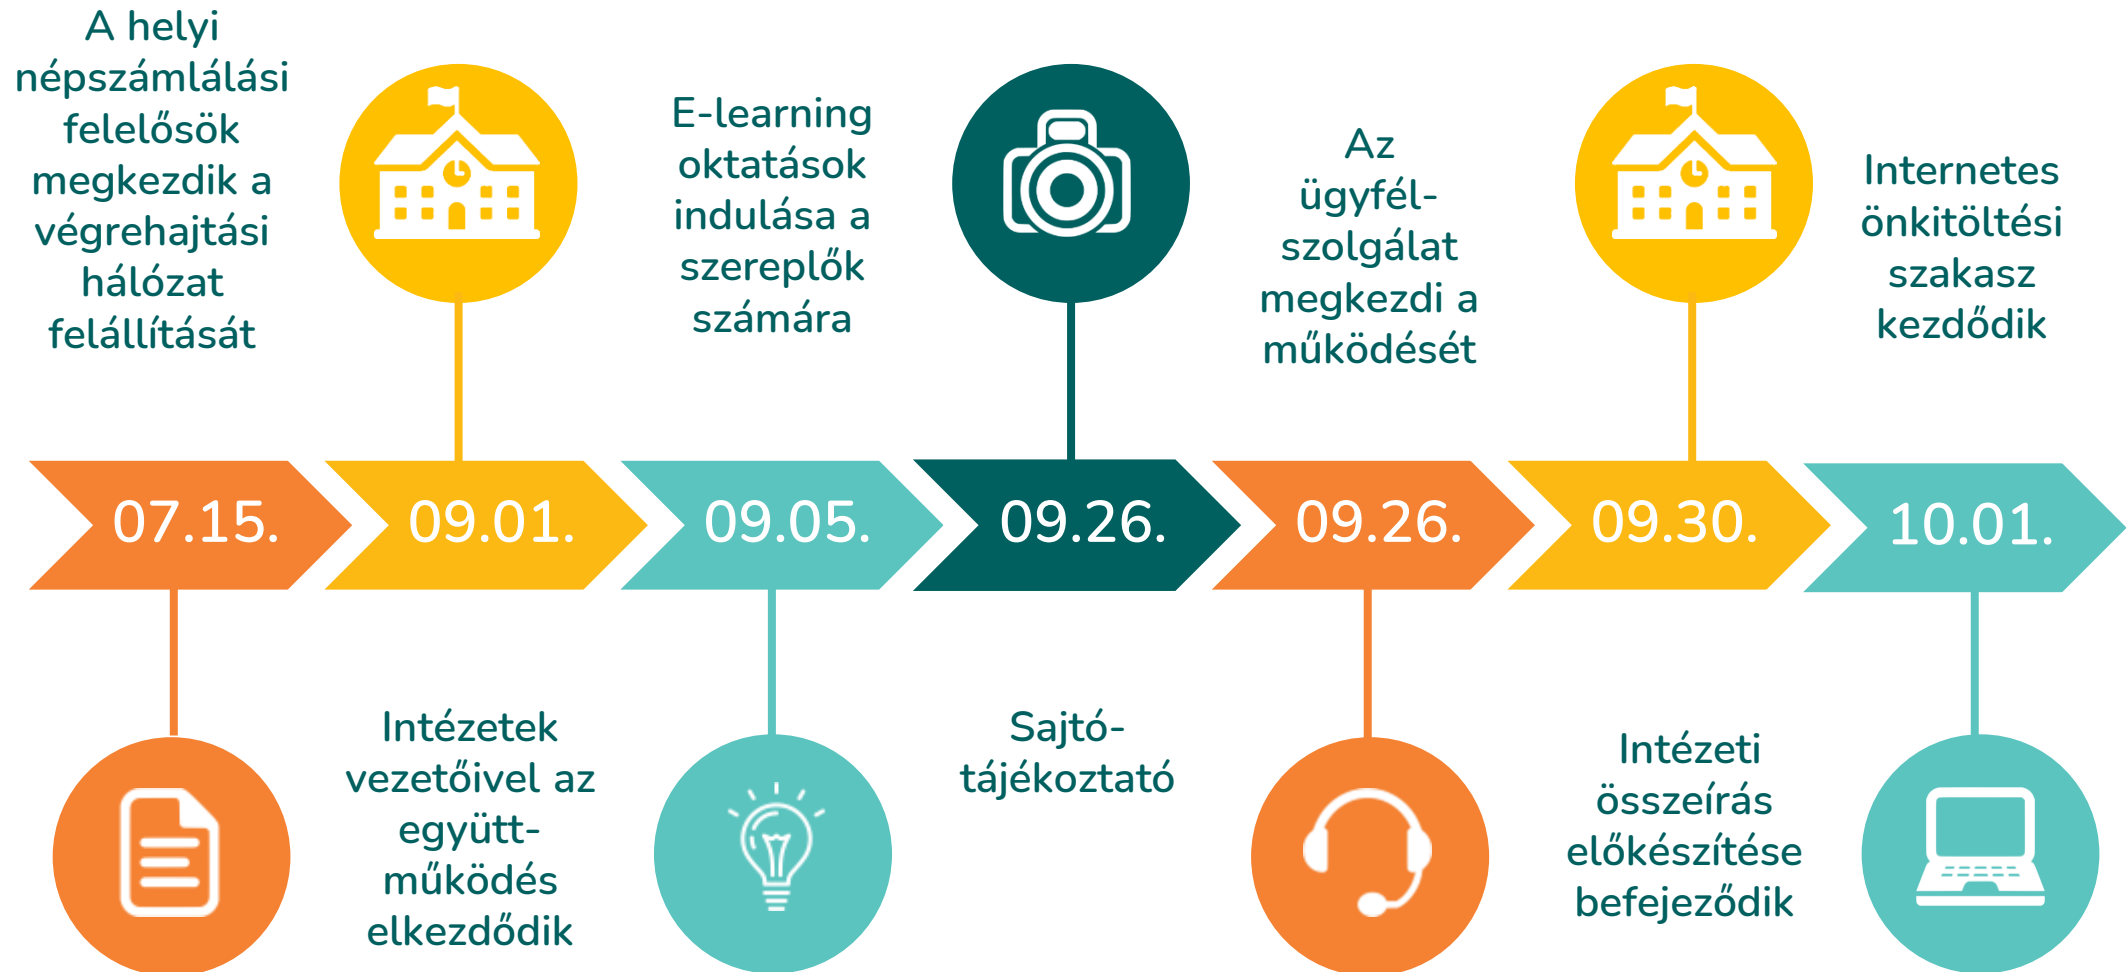 A helyi
népszámlálási
felelősök
megkezdik a
végrehajtási
hálózat
felállítását
E-learning
oktatások
indulása a
szereplők
számára
Az
ügyfél-
szolgálat
megkezdi a
működését
Internetes
önkitöltési
szakasz
kezdődik
07.15.
09.01.
09.05.
09.26.
09.26.
09.30.
10.01.
Intézetek
vezetőivel az
együtt-
működés
elkezdődik
Sajtó-
tájékoztató
Intézeti
összeírás
előkészítése
befejeződik